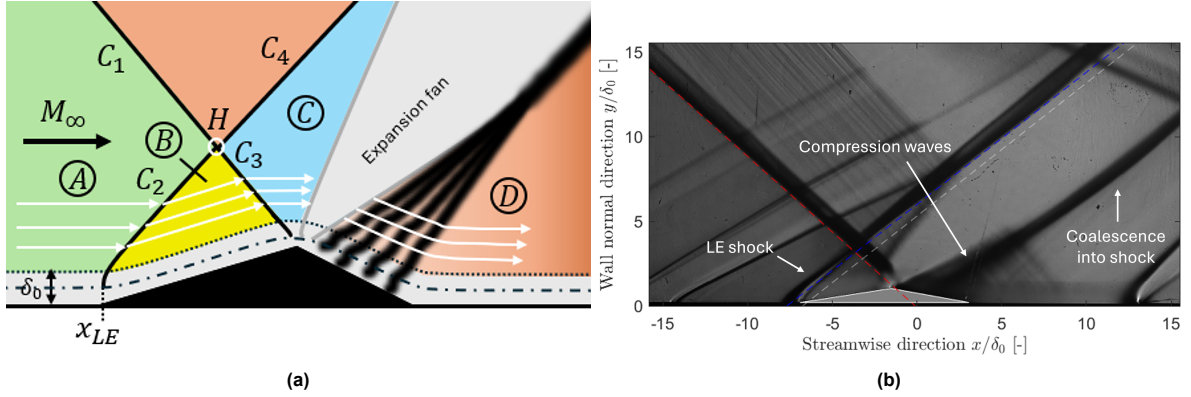 C₁
C₄
M∞
H
Ⓑ
Ⓒ
C₃
Expansion fan
Ⓐ
C₂
Ⓓ
δ₀
x_LE
(a)
Wall normal direction y/δ₀ [-]
15
10
5
0
Compression waves
LE shock
Coalescence
into shock
-15
-10
-5
0
5
10
15
Streamwise direction x/δ₀ [-]
(b)